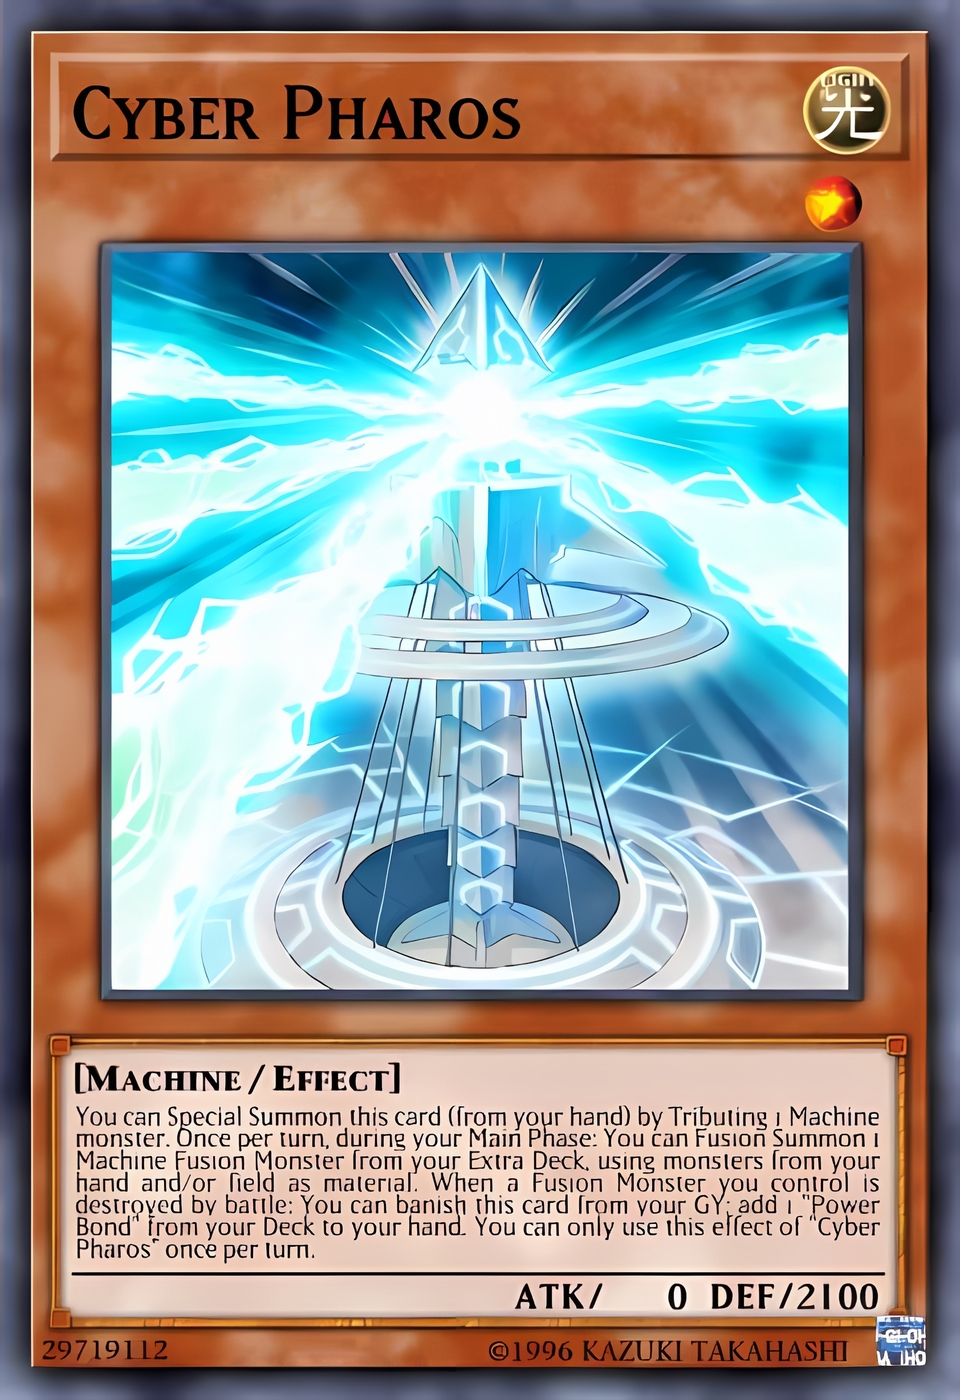 CYBER PHAROS
光
[MACHINE / EFFECT]
You can Special Summon this card (from your hand) by Tributing 1 Machine
monster. Once per turn, during your Main Phase: You can Fusion Summon 1
Machine Fusion Monster from your Extra Deck, using monsters from your
hand and/or field as material. When a Fusion Monster you control is
destroyed by battle: You can banish this card from your GY; add 1 "Power
Bond" from your Deck to your hand. You can only use this effect of "Cyber
Pharos" once per turn.
ATK/ 0 DEF/2100
29719112 ©1996 KAZUKI TAKAHASHI